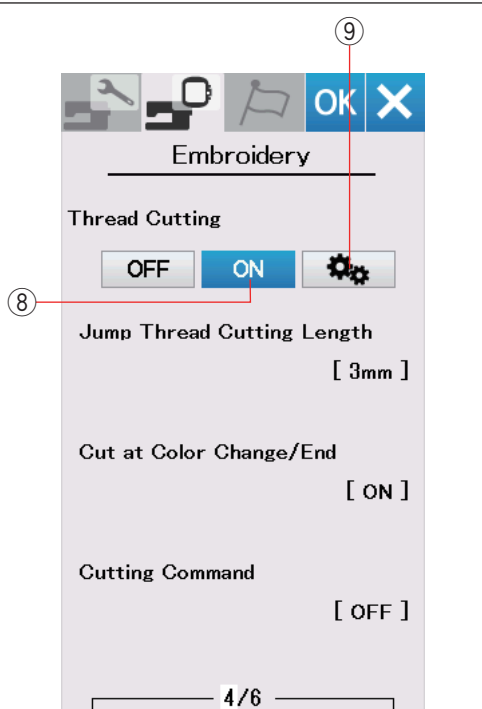 ⑨
OK
Embroidery
Thread Cutting
OFF ON
⑧
Jump Thread Cutting Length
[ 3mm ]
Cut at Color Change/End
[ ON ]
Cutting Command
[ OFF ]
4/6